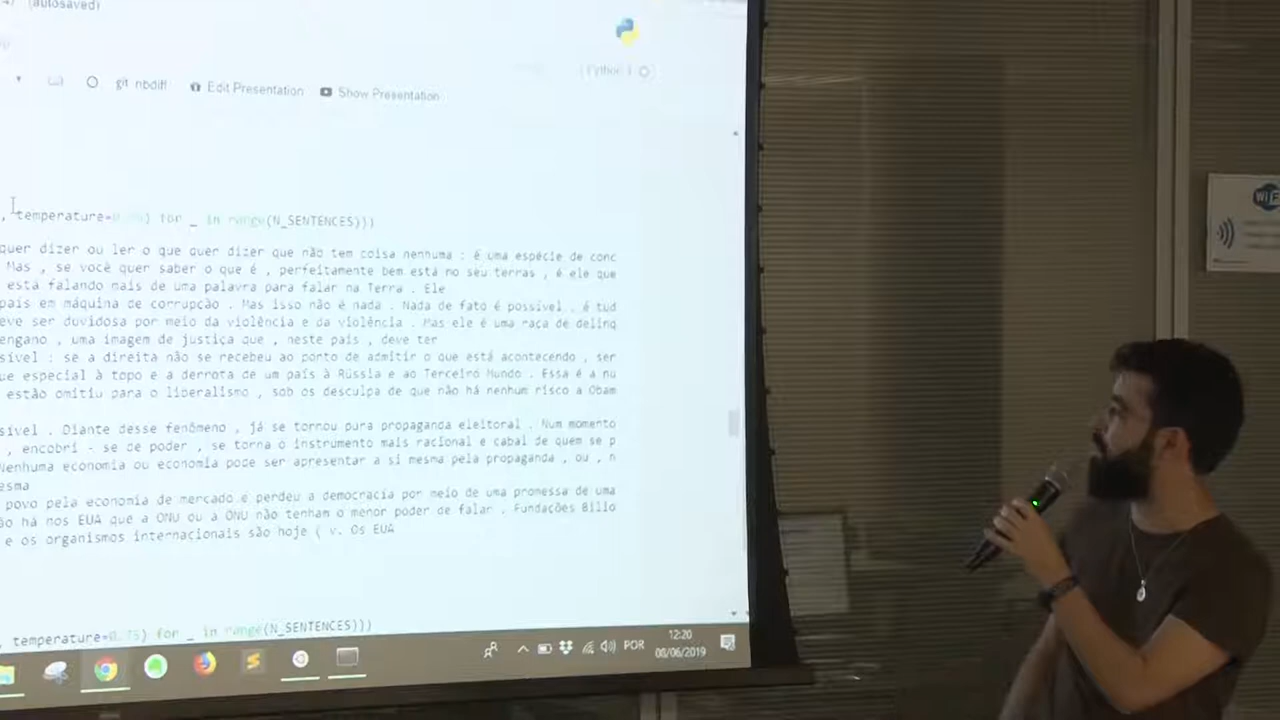 (autosaved)
git nbdiff Edit Presentation Show Presentation
Python
, temperature= ) for _ in range(N_SENTENCES)))
quer dizer ou ler o que quer dizer que não tem coisa nenhuma : é uma espécie de conc
Mas , se você quer saber o que é , perfeitamente bem está no seu terras , é ele que
está falando mais de uma palavra para falar na Terra . Ele
país em máquina de corrupção . Mas isso não é nada . Nada de fato é possível . é tud
eve ser duvidosa por meio da violência e da violência . Mas ele é uma raça de delinq
engano , uma imagem de justiça que , neste país , deve ter
sível : se a direita não se recebeu ao ponto de admitir o que está acontecendo , ser
ue especial à topo e a derrota de um país à Rússia e ao Terceiro Mundo . Essa é a nu
estão omitiu para o liberalismo , sob os desculpa de que não há nenhum risco a Obam
sível . Diante desse fenômeno , já se tornou pura propaganda eleitoral . Num momento
, encobri - se de poder , se torna o instrumento mais racional e cabal de quem se p
Nenhuma economia ou economia pode ser apresentar a si mesma pela propaganda , ou , n
esma
povo pela economia de mercado e perdeu a democracia por meio de uma promessa de uma
ão há nos EUA que a ONU ou a ONU não tenham o menor poder de falar . Fundações Bilio
e os organismos internacionais são hoje ( v. Os EUA
, temperature=0.75) for _ in range(N_SENTENCES)))
POR
12:20
08/06/2019
WiFi